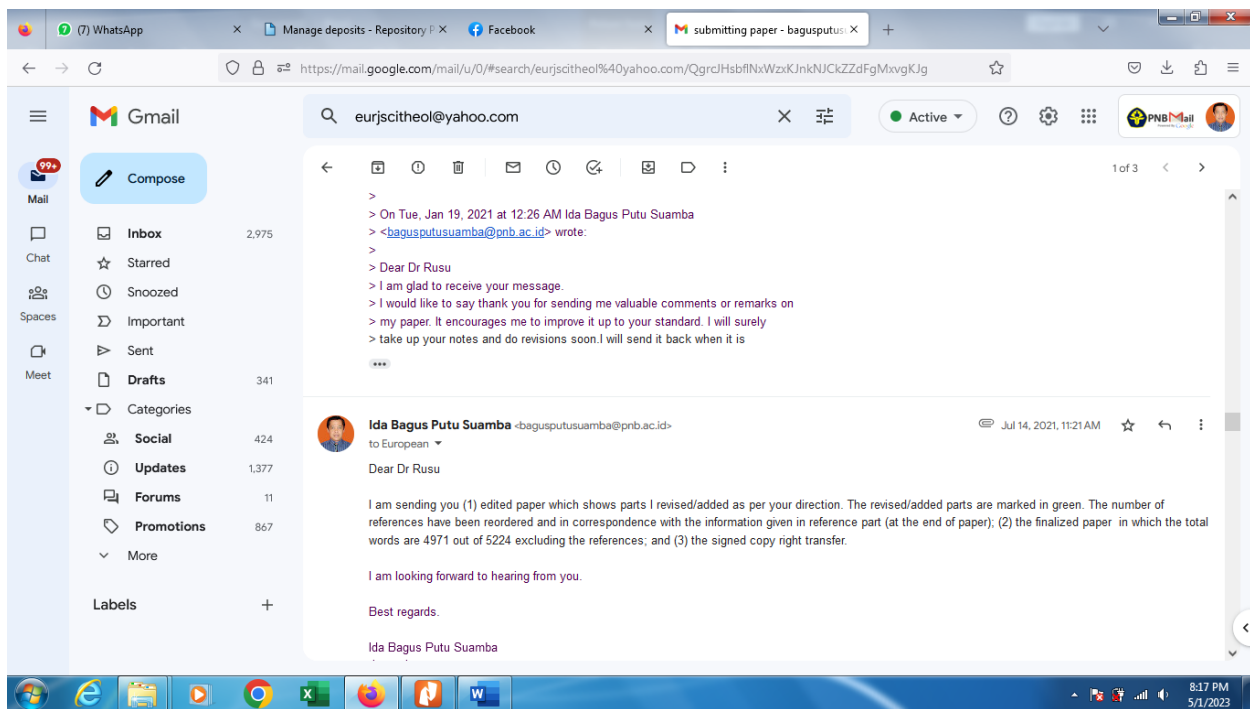 (7) WhatsApp
Manage deposits - Repository P
Facebook
submitting paper - bagusputus
https://mail.google.com/mail/u/0/#search/eurjscitheol%40yahoo.com/QgrcJHsbflNxWzxKJnkNJCkZZdFgMxvgKJg
Gmail
eurjscitheol@yahoo.com
Active
PNBMail
99+
Mail
Chat
Spaces
Meet
Compose
Inbox 2,975
Starred
Snoozed
Important
Sent
Drafts 341
Categories
Social 424
Updates 1,377
Forums 11
Promotions 867
More
Labels +
1 of 3
>
> On Tue, Jan 19, 2021 at 12:26 AM Ida Bagus Putu Suamba
> <bagusputusuamba@pnb.ac.id> wrote:
>
> Dear Dr Rusu
> I am glad to receive your message.
> I would like to say thank you for sending me valuable comments or remarks on
> my paper. It encourages me to improve it up to your standard. I will surely
> take up your notes and do revisions soon.I will send it back when it is
Ida Bagus Putu Suamba <bagusputusuamba@pnb.ac.id>
Jul 14, 2021, 11:21 AM
to European
Dear Dr Rusu
I am sending you (1) edited paper which shows parts I revised/added as per your direction. The revised/added parts are marked in green. The number of
references have been reordered and in correspondence with the information given in reference part (at the end of paper); (2) the finalized paper in which the total
words are 4971 out of 5224 excluding the references; and (3) the signed copy right transfer.
I am looking forward to hearing from you.
Best regards.
Ida Bagus Putu Suamba
8:17 PM
5/1/2023